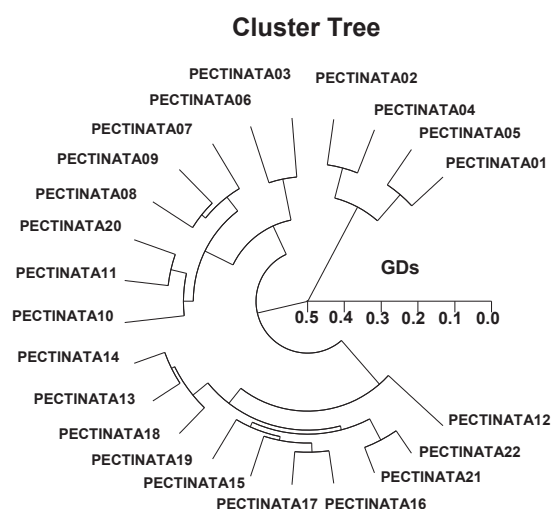 Cluster Tree
PECTINATA03
PECTINATA02
PECTINATA06
PECTINATA04
PECTINATA07
PECTINATA05
PECTINATA09
PECTINATA01
PECTINATA08
PECTINATA20
GDs
PECTINATA11
PECTINATA10
0.5 0.4 0.3 0.2 0.1 0.0
PECTINATA14
PECTINATA13
PECTINATA12
PECTINATA18
PECTINATA22
PECTINATA19
PECTINATA21
PECTINATA15
PECTINATA17 PECTINATA16